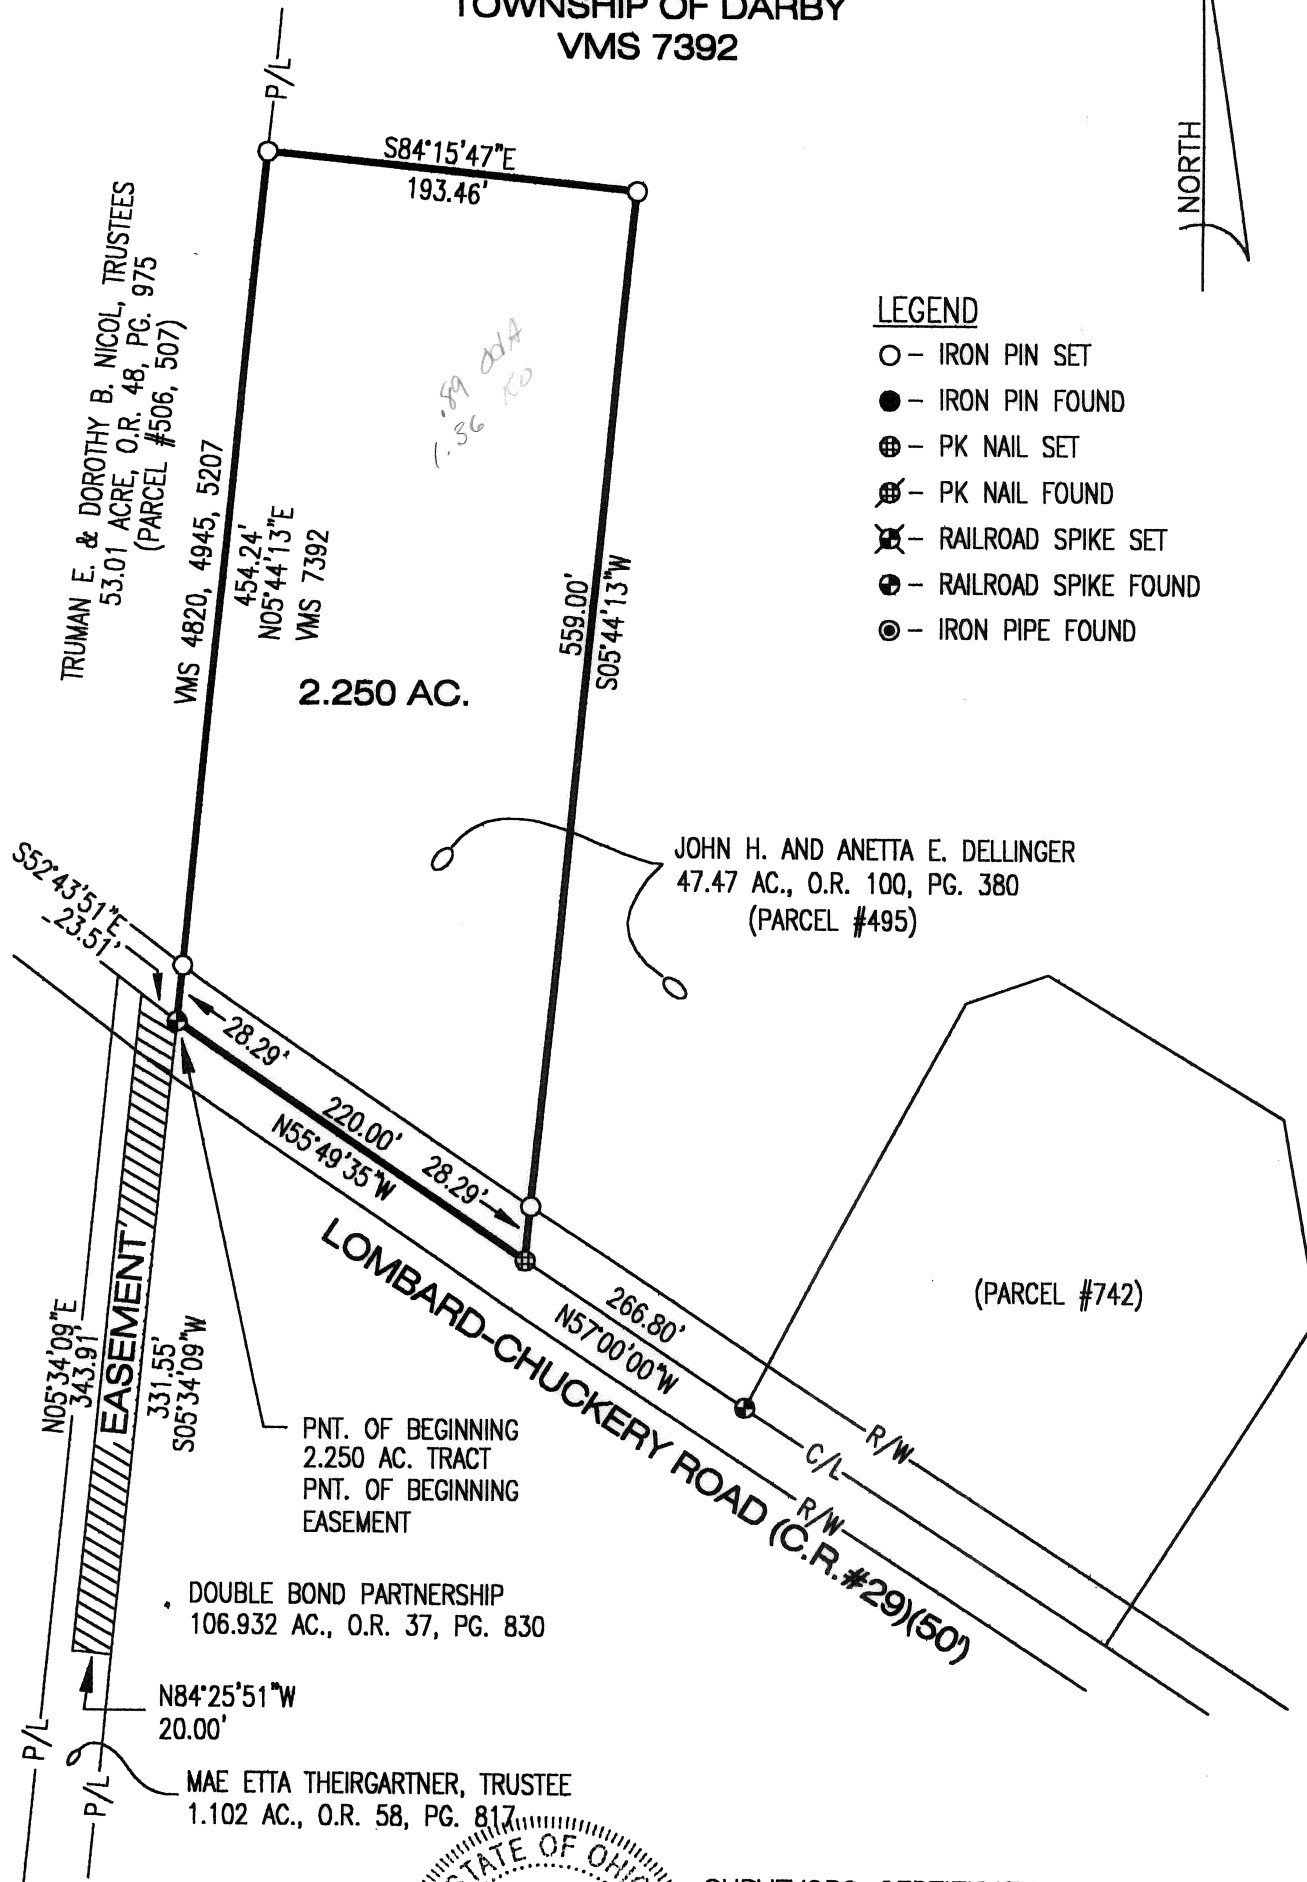 TOWNSHIP OF DARBY
VMS 7392
P/L
NORTH
S84°15'47"E
193.46'
TRUMAN E. & DOROTHY B. NICOL, TRUSTEES
53.01 ACRE, O.R. 48, PG. 975
(PARCEL #506, 507)
VMS 4820, 4945, 5207
454.24'
N05°44'13"E
VMS 7392
.89
1.36
559.00'
S05°44'13"W
2.250 AC.
LEGEND
- IRON PIN SET
- IRON PIN FOUND
- PK NAIL SET
- PK NAIL FOUND
- RAILROAD SPIKE SET
- RAILROAD SPIKE FOUND
- IRON PIPE FOUND
JOHN H. AND ANETTA E. DELLINGER
47.47 AC., O.R. 100, PG. 380
(PARCEL #495)
S52°43'51"E
23.51'
28.29'
220.00'
N55°49'35"W
28.29'
266.80'
N57°00'00"W
LOMBARD-CHUCKERY ROAD (C.R.#29)(50')
(PARCEL #742)
R/W
C/L
R/W
N05°34'09"E
343.91'
EASEMENT
331.55'
S05°34'09"W
PNT. OF BEGINNING
2.250 AC. TRACT
PNT. OF BEGINNING
EASEMENT
DOUBLE BOND PARTNERSHIP
106.932 AC., O.R. 37, PG. 830
N84°25'51"W
20.00'
P/L
P/L
MAE ETTA THEIRGARTNER, TRUSTEE
1.102 AC., O.R. 58, PG. 817
STATE OF OHIO